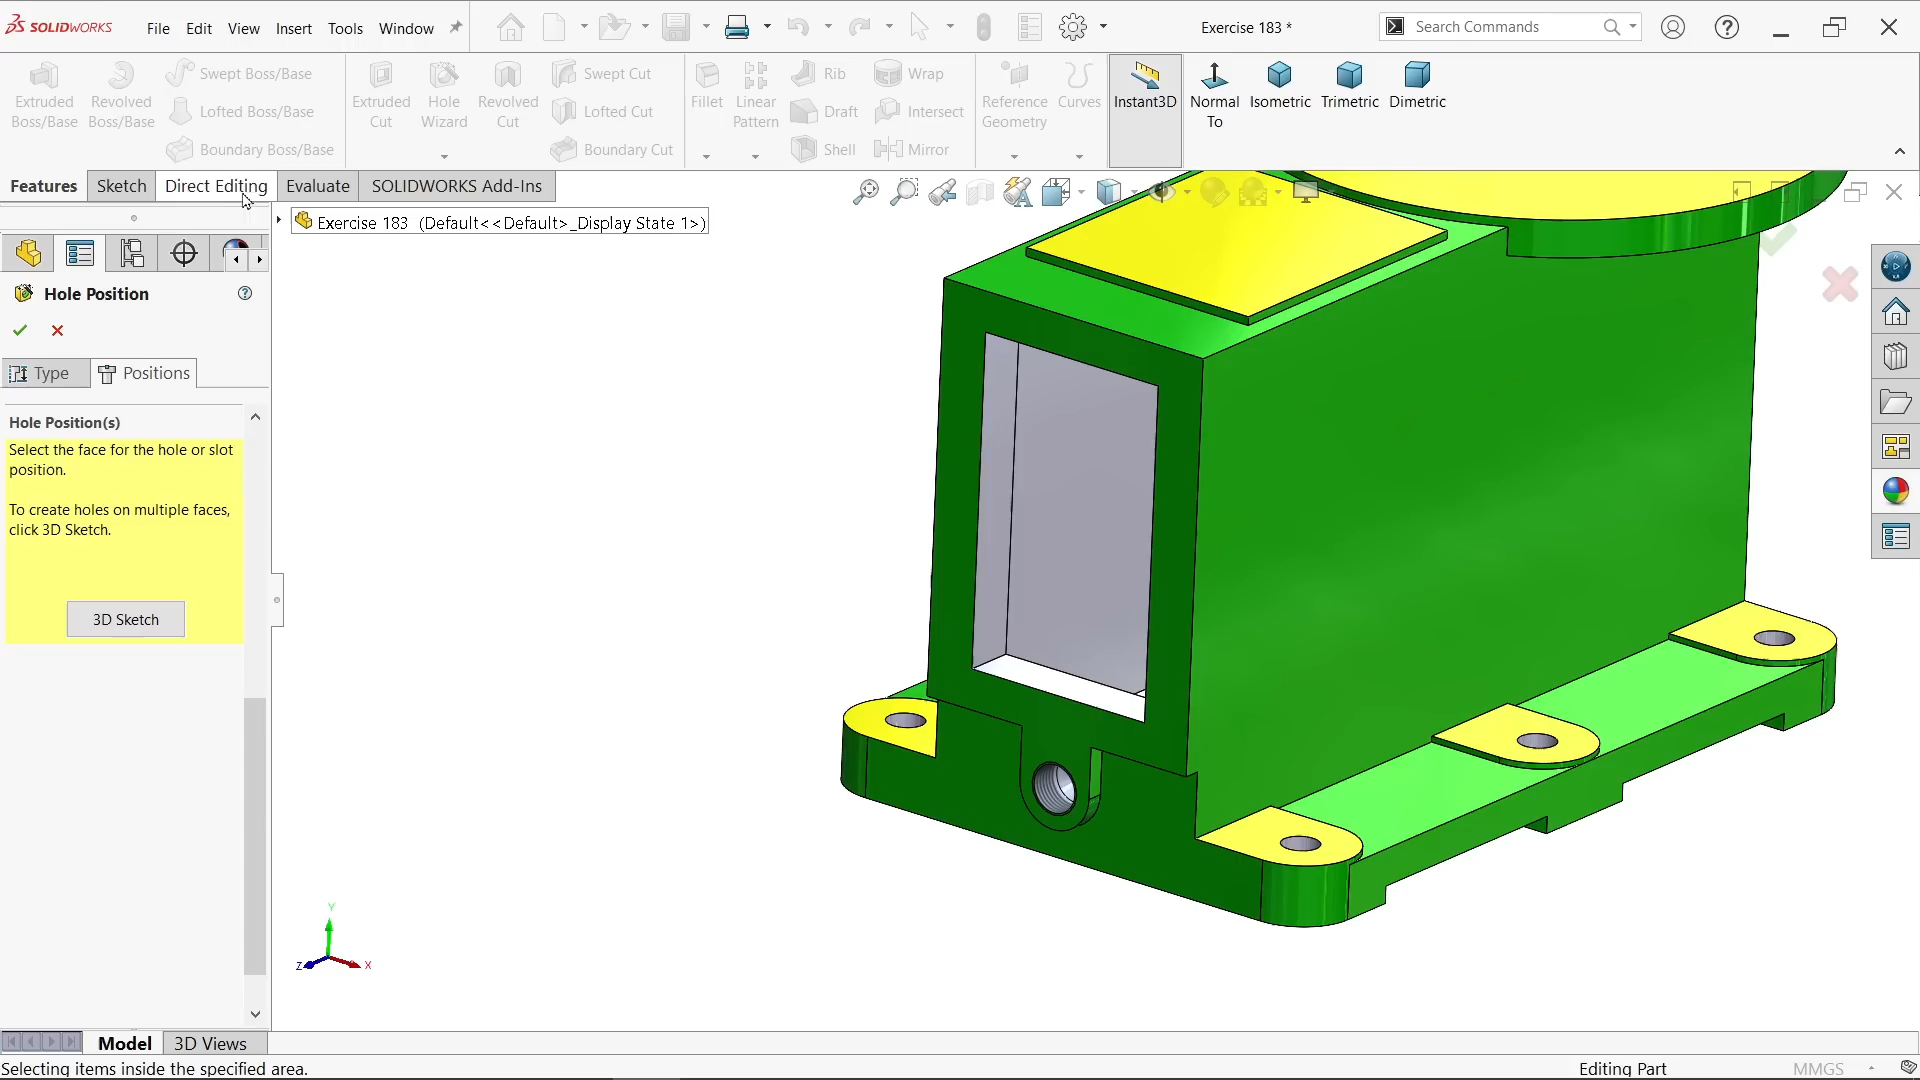 SOLIDWORKS File Edit View Insert Tools Window Exercise 183 * Search Commands
Extruded Boss/Base
Revolved Boss/Base
Swept Boss/Base
Lofted Boss/Base
Boundary Boss/Base
Extruded Cut
Hole Wizard
Revolved Cut
Swept Cut
Lofted Cut
Boundary Cut
Fillet
Linear Pattern
Rib
Draft
Shell
Wrap
Intersect
Mirror
Reference Geometry
Curves
Instant3D
Normal To
Isometric
Trimetric
Dimetric
Features Sketch Direct Editing Evaluate SOLIDWORKS Add-Ins
Exercise 183 (Default<<Default>_Display State 1>)
Hole Position
Type Positions
Hole Position(s)
Select the face for the hole or slot
position.
To create holes on multiple faces,
click 3D Sketch.
3D Sketch
Y
Z X
Model 3D Views
Selecting items inside the specified area. Editing Part MMGS